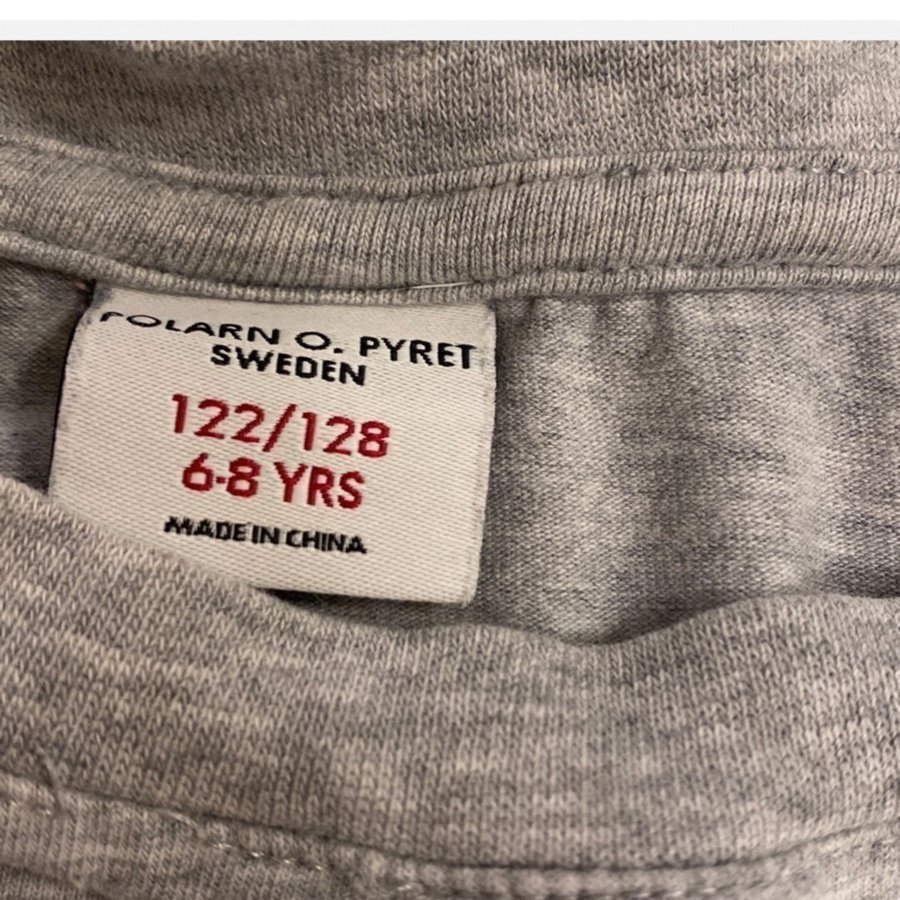 POLARN O. PYRET
SWEDEN
122/128
6-8 YRS
MADE IN CHINA